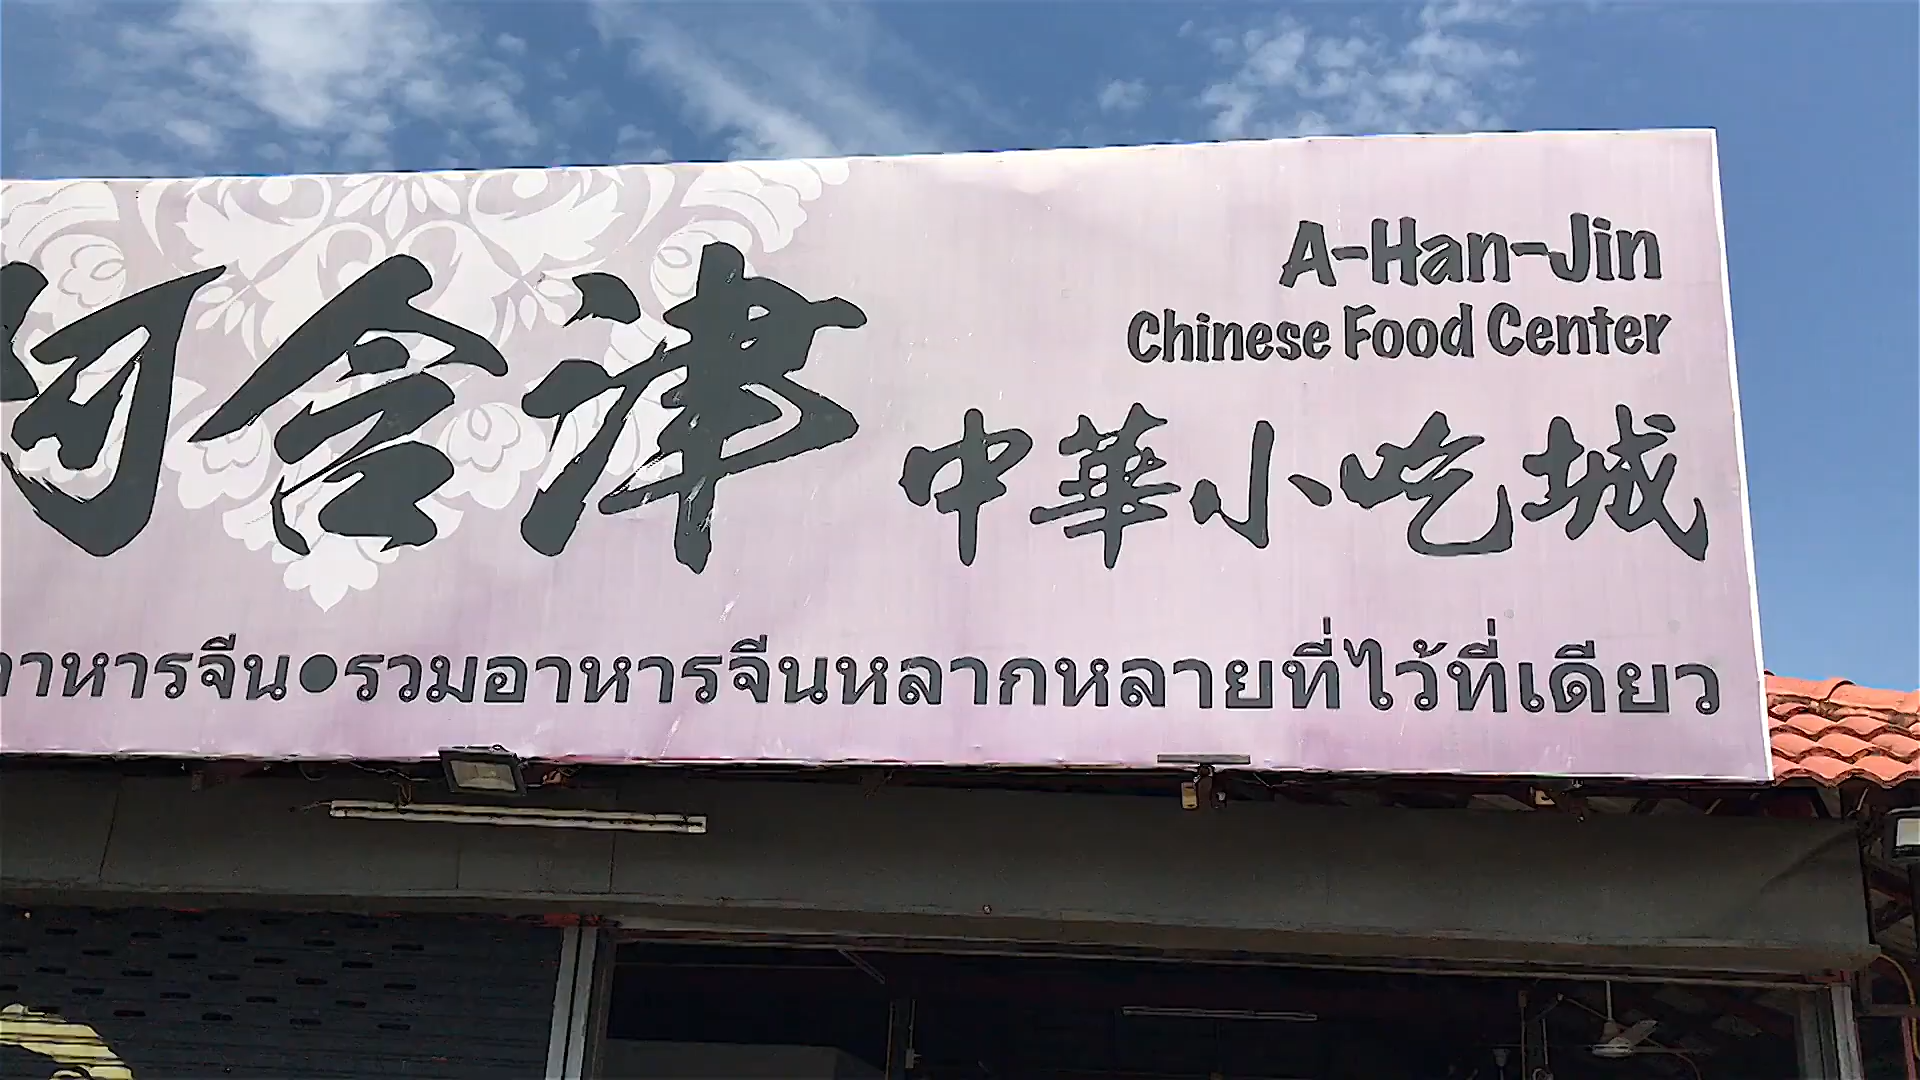 A-Han-Jin
Chinese Food Center
阿含津 中華小吃城
อาหารจีน•รวมอาหารจีนหลากหลายที่ไว้ที่เดียว